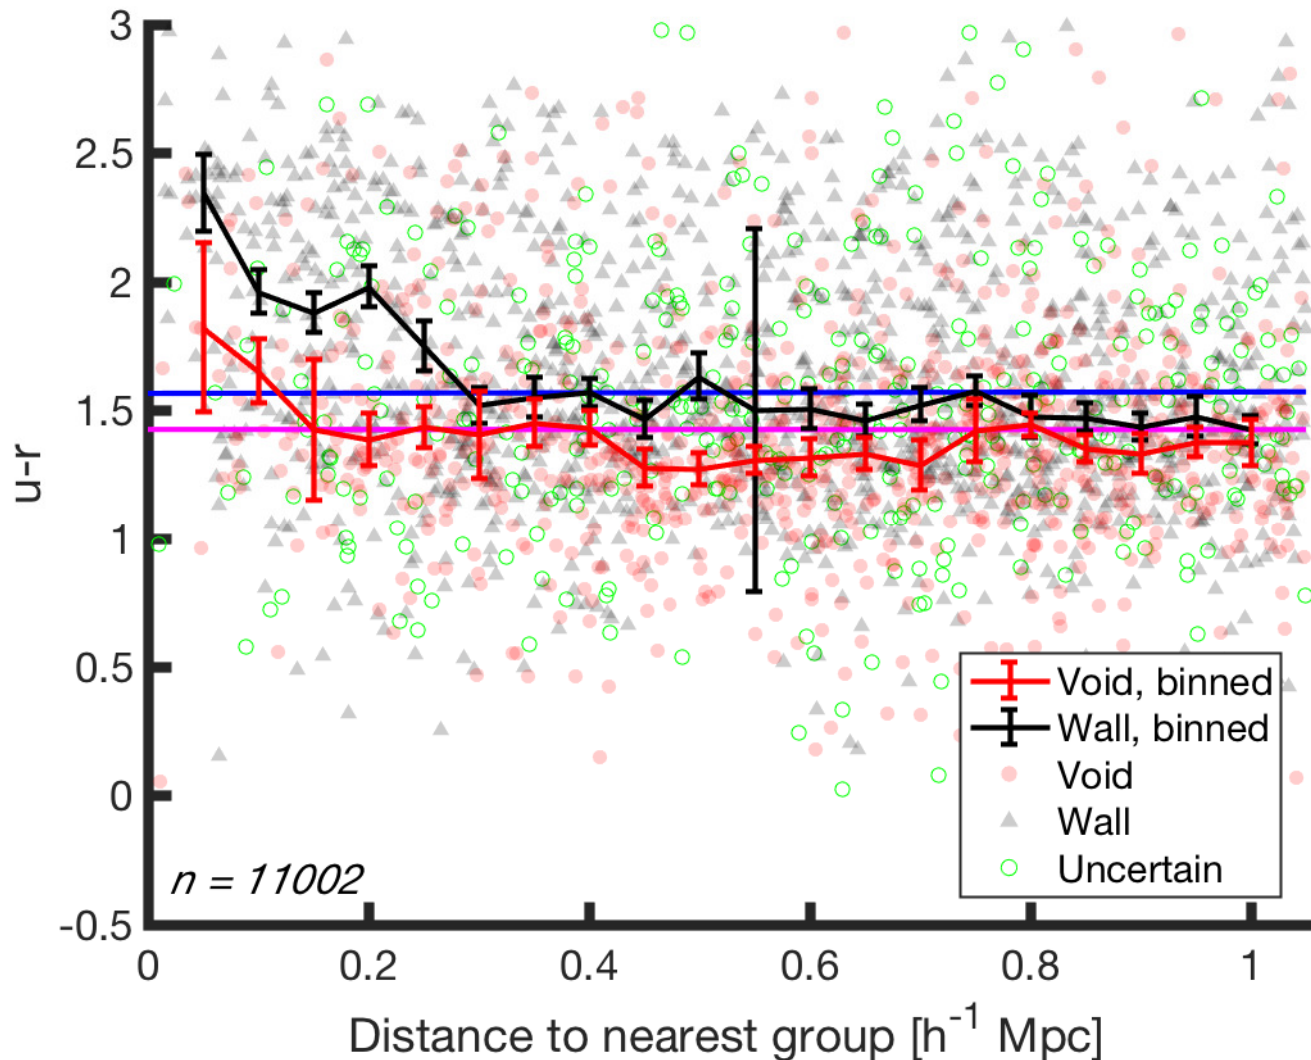 3
2.5
2
1.5
1
0.5
0
-0.5
u-r
n = 11002
Void, binned
Wall, binned
Void
Wall
Uncertain
0 0.2 0.4 0.6 0.8 1
Distance to nearest group [h⁻¹ Mpc]